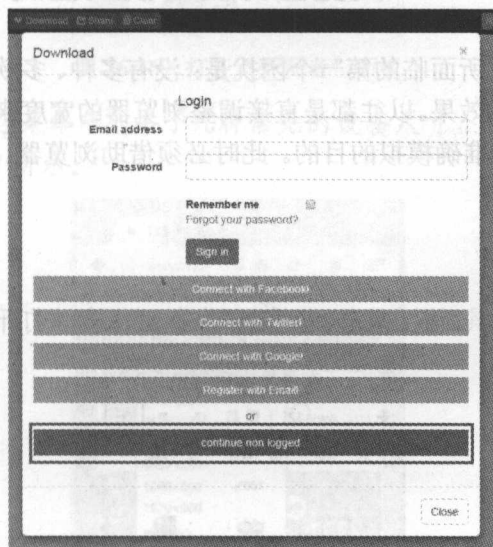 Download Share Clear
Download ×
Login
Email address
Password
Remember me
Forgot your password?
Sign in
Connect with Facebook!
Connect with Twitter!
Connect with Google!
Register with Email!
or
continue non logged
Close